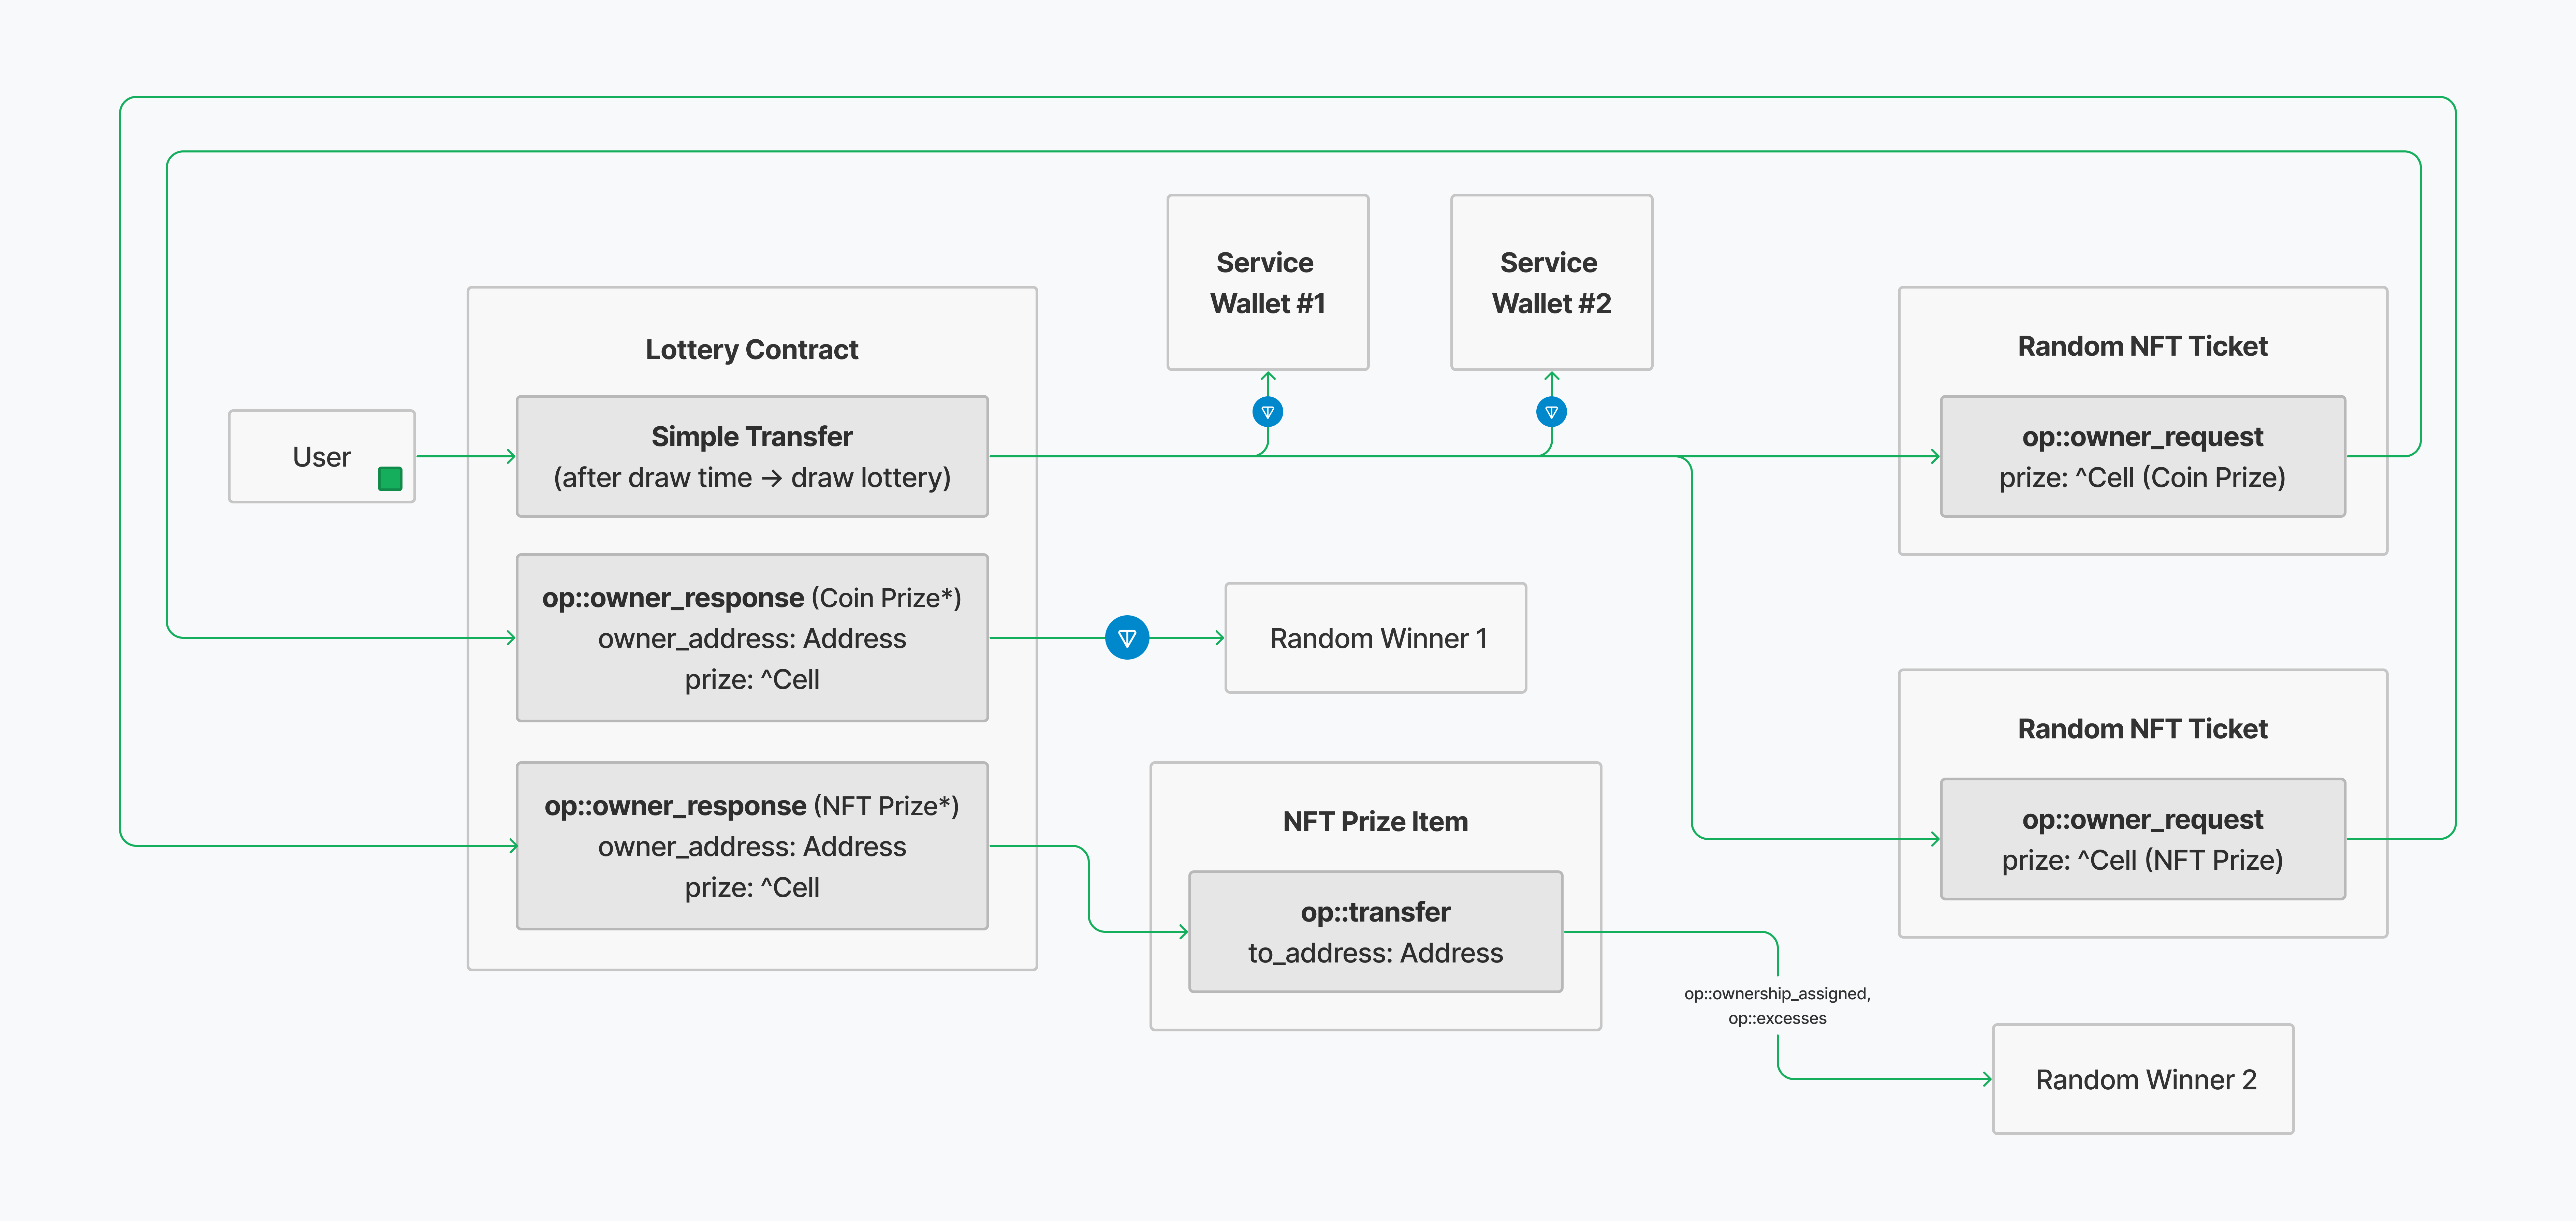 Service
Wallet #1
Service
Wallet #2
Lottery Contract
Random NFT Ticket
User
Simple Transfer
(after draw time → draw lottery)
op::owner_request
prize: ^Cell (Coin Prize)
op::owner_response (Coin Prize*)
owner_address: Address
prize: ^Cell
Random Winner 1
Random NFT Ticket
op::owner_request
prize: ^Cell (NFT Prize)
op::owner_response (NFT Prize*)
owner_address: Address
prize: ^Cell
NFT Prize Item
op::transfer
to_address: Address
op::ownership_assigned,
op::excesses
Random Winner 2